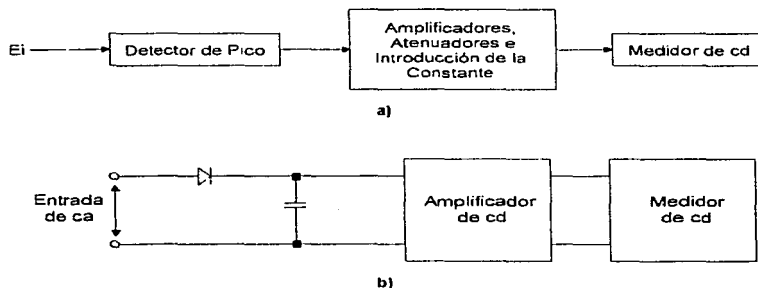 Ei
Detector de Pico
Amplificadores,
Atenuadores e
Introducción de la
Constante
Medidor de cd
a)
Entrada
de ca
Amplificador
de cd
Medidor
de cd
b)